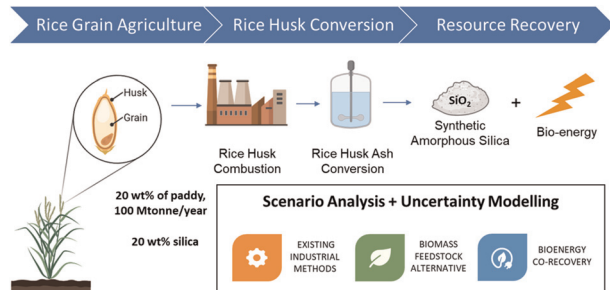 Rice Grain Agriculture
Rice Husk Conversion
Resource Recovery
Husk
Grain
SiO2
+
Rice Husk
Combustion
Rice Husk Ash
Conversion
Synthetic
Amorphous Silica
Bio-energy
20 wt% of paddy,
100 Mtonne/year
20 wt% silica
Scenario Analysis + Uncertainty Modelling
EXISTING
INDUSTRIAL
METHODS
BIOMASS
FEEDSTOCK
ALTERNATIVE
BIOENERGY
CO-RECOVERY